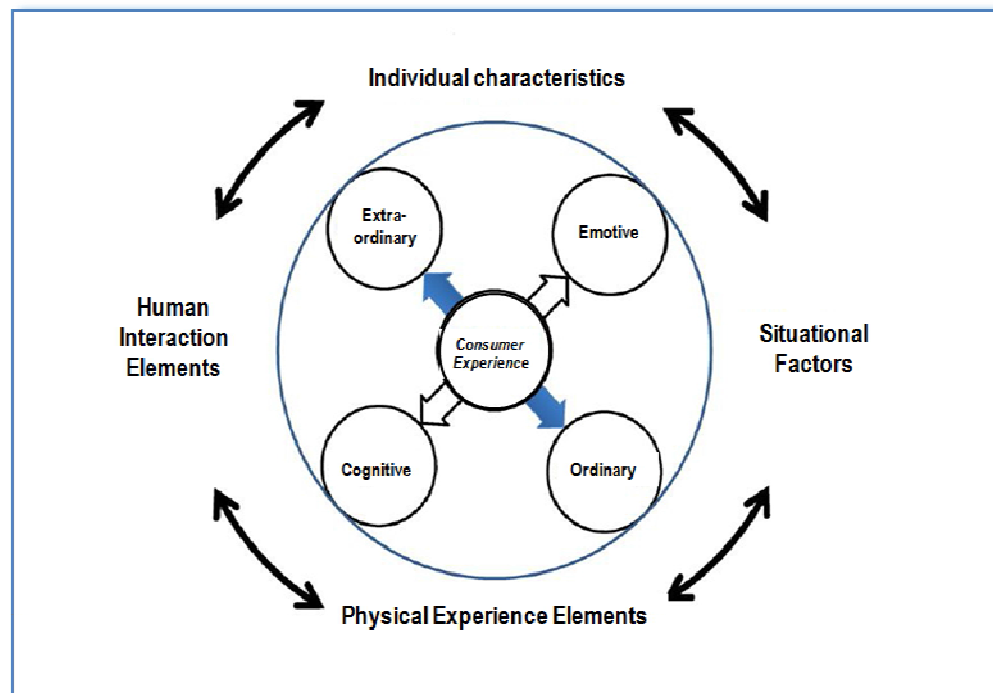 Individual characteristics
Extra-
ordinary
Emotive
Human
Interaction
Elements
Consumer
Experience
Situational
Factors
Cognitive
Ordinary
Physical Experience Elements